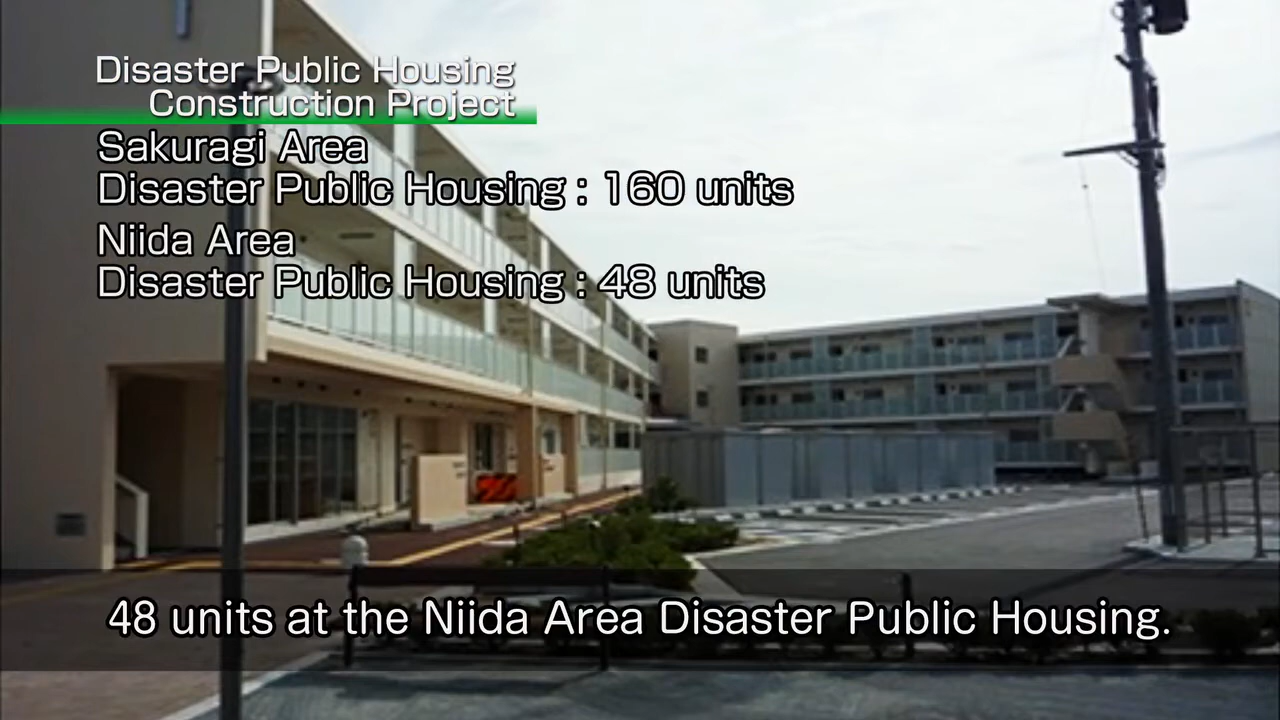 Disaster Public Housing
Construction Project
Sakuragi Area
Disaster Public Housing : 160 units
Niida Area
Disaster Public Housing : 48 units
48 units at the Niida Area Disaster Public Housing.